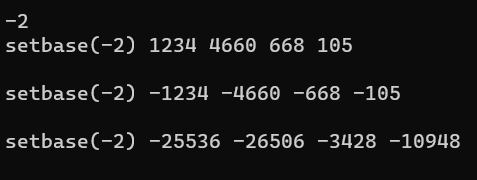 -2
setbase(-2) 1234 4660 668 105
setbase(-2) -1234 -4660 -668 -105
setbase(-2) -25536 -26506 -3428 -10948